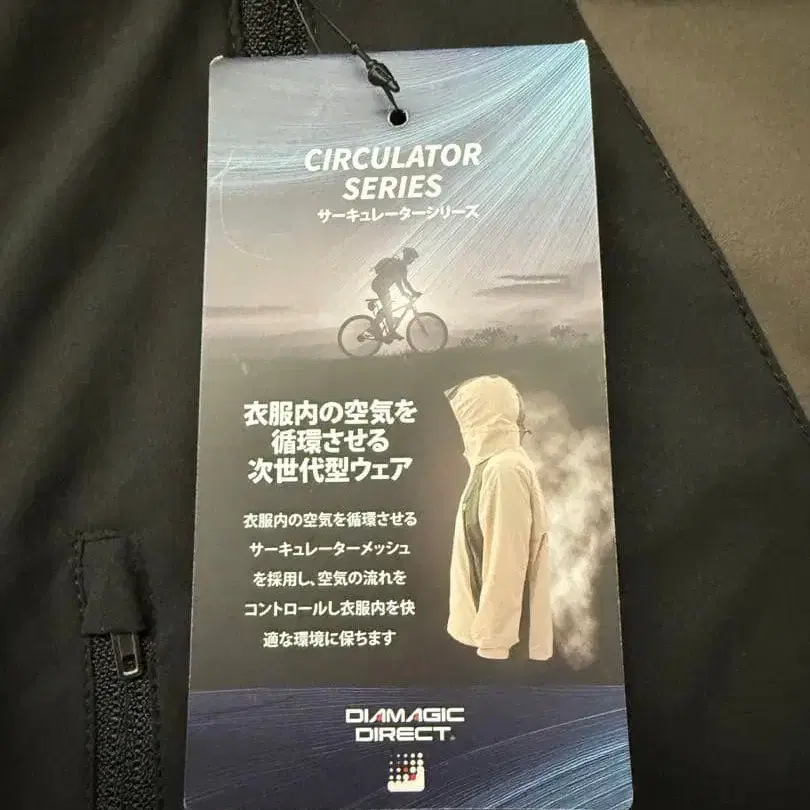 CIRCULATOR
SERIES
サーキュレーターシリーズ
衣服内の空気を
循環させる
次世代型ウェア
衣服内の空気を循環させる
サーキュレーターメッシュ
を採用し、空気の流れを
コントロールし衣服内を快
適な環境に保ちます
DIAMAGIC
DIRECT®